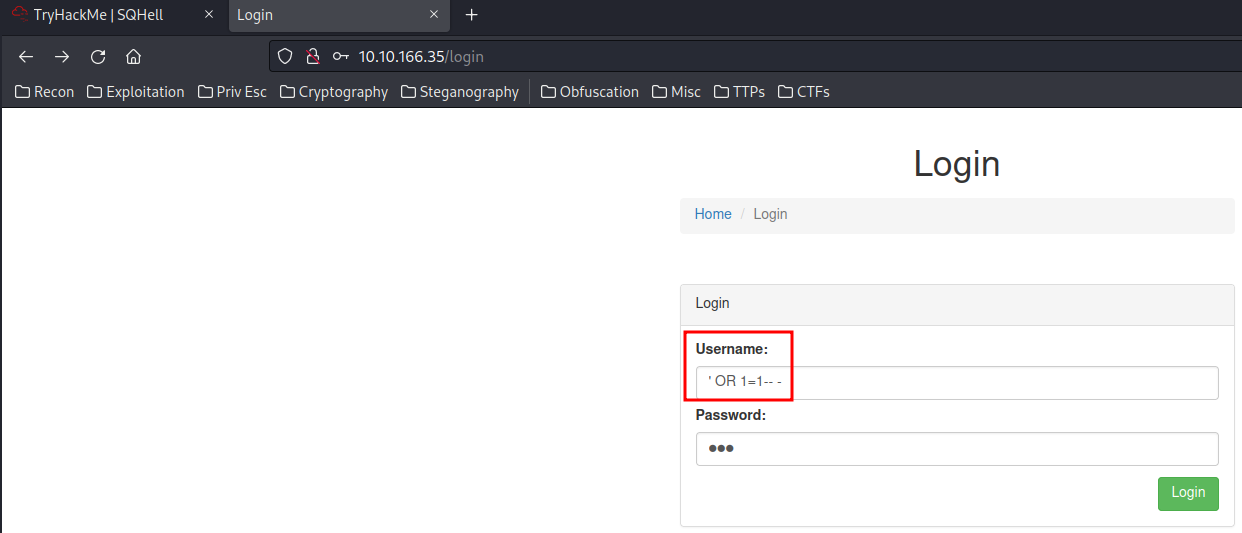 TryHackMe | SQHell
Login
10.10.166.35/login
Recon Exploitation Priv Esc Cryptography Steganography Obfuscation Misc TTPs CTFs
Login
Home / Login
Login
Username:
' OR 1=1-- -
Password:
Login